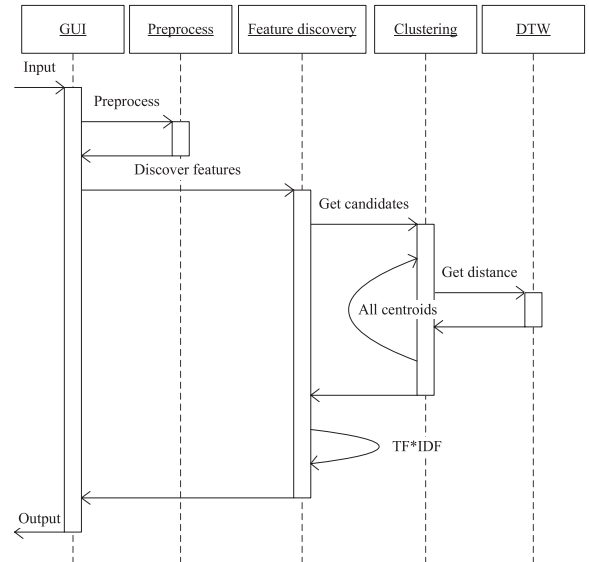 GUI
Preprocess
Feature discovery
Clustering
DTW
Input
Preprocess
Discover features
Get candidates
Get distance
All centroids
TF*IDF
Output